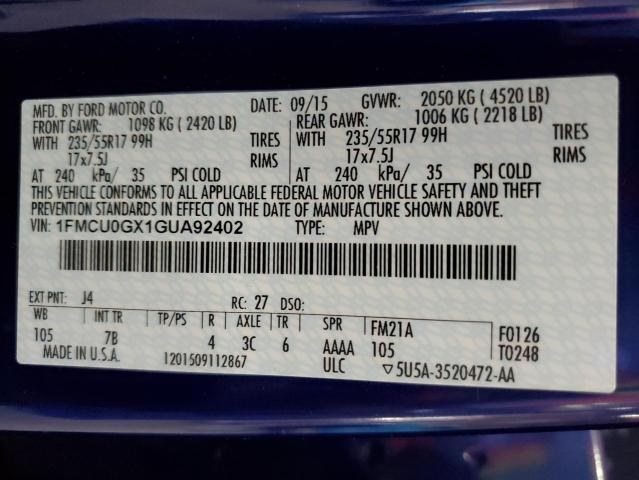 MFD. BY FORD MOTOR CO. DATE: 09/15 GVWR: 2050 KG ( 4520 LB)
FRONT GAWR: 1098 KG ( 2420 LB) REAR GAWR: 1006 KG ( 2218 LB)
WITH 235/55R17 99H TIRES WITH 235/55R17 99H TIRES
17x7.5J RIMS 17x7.5J RIMS
AT 240 kPa/ 35 PSI COLD AT 240 kPa/ 35 PSI COLD
THIS VEHICLE CONFORMS TO ALL APPLICABLE FEDERAL MOTOR VEHICLE SAFETY AND THEFT
PREVENTION STANDARDS IN EFFECT ON THE DATE OF MANUFACTURE SHOWN ABOVE.
VIN: 1FMCU0GX1GUA92402 TYPE: MPV
EXT PNT: J4 RC: 27 DSO:
WB INT TR TP/PS R AXLE TR SPR FM21A F0126
105 7B 4 3C 6 AAAA 105 T0248
MADE IN U.S.A. 1201509112867 ULC ▽5U5A-3520472-AA